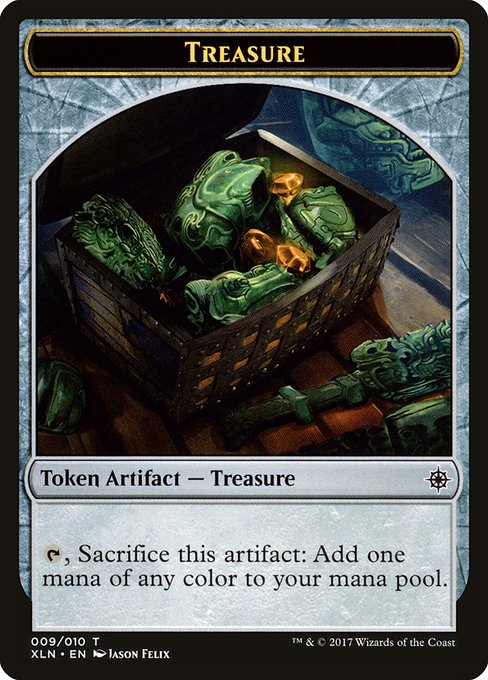 TREASURE
Token Artifact — Treasure
, Sacrifice this artifact: Add one
mana of any color to your mana pool.
009/010 T
XLN • EN JASON FELIX
™ & © 2017 Wizards of the Coast